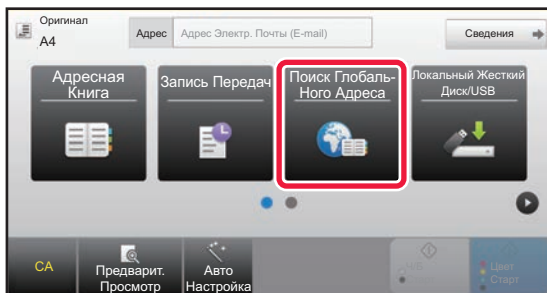 Оригинал
A4
Адрес
Адрес Электр. Почты (E-mail)
Сведения
Адресная
Книга
Запись Передач
Поиск Глобаль-
Ного Адреса
Локальный Жесткий
Диск/USB
CA
Предварит.
Просмотр
Авто
Настройка
Ч/Б
Старт
Цвет
Старт